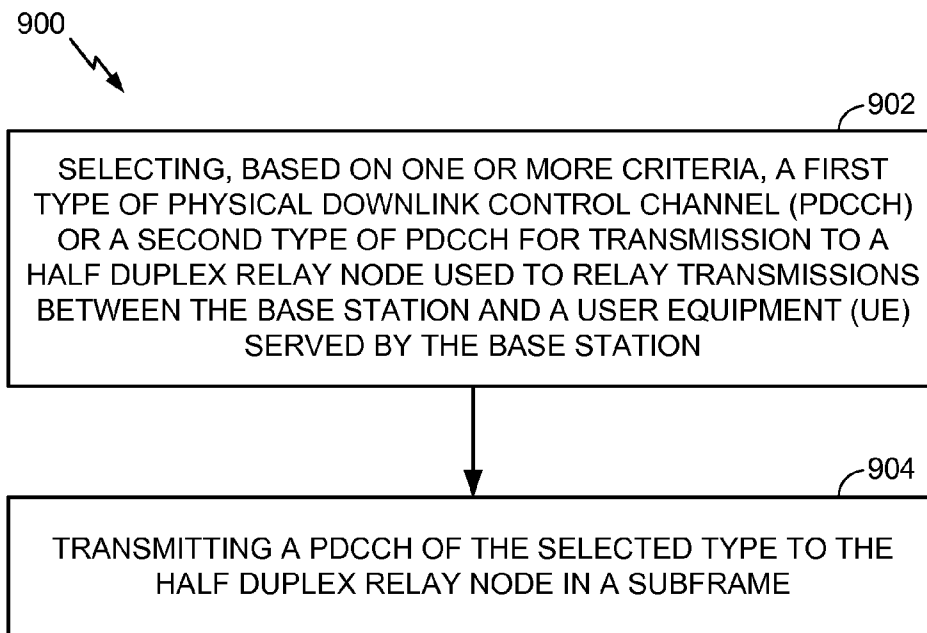 900
902
SELECTING, BASED ON ONE OR MORE CRITERIA, A FIRST
TYPE OF PHYSICAL DOWNLINK CONTROL CHANNEL (PDCCH)
OR A SECOND TYPE OF PDCCH FOR TRANSMISSION TO A
HALF DUPLEX RELAY NODE USED TO RELAY TRANSMISSIONS
BETWEEN THE BASE STATION AND A USER EQUIPMENT (UE)
SERVED BY THE BASE STATION
904
TRANSMITTING A PDCCH OF THE SELECTED TYPE TO THE
HALF DUPLEX RELAY NODE IN A SUBFRAME